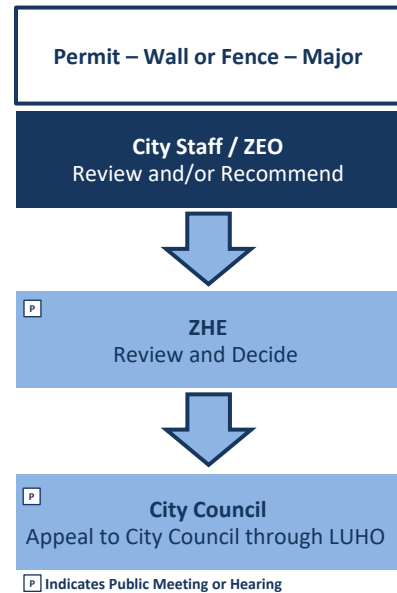 Permit – Wall or Fence – Major
City Staff / ZEO
Review and/or Recommend
P
ZHE
Review and Decide
P
City Council
Appeal to City Council through LUHO
P Indicates Public Meeting or Hearing